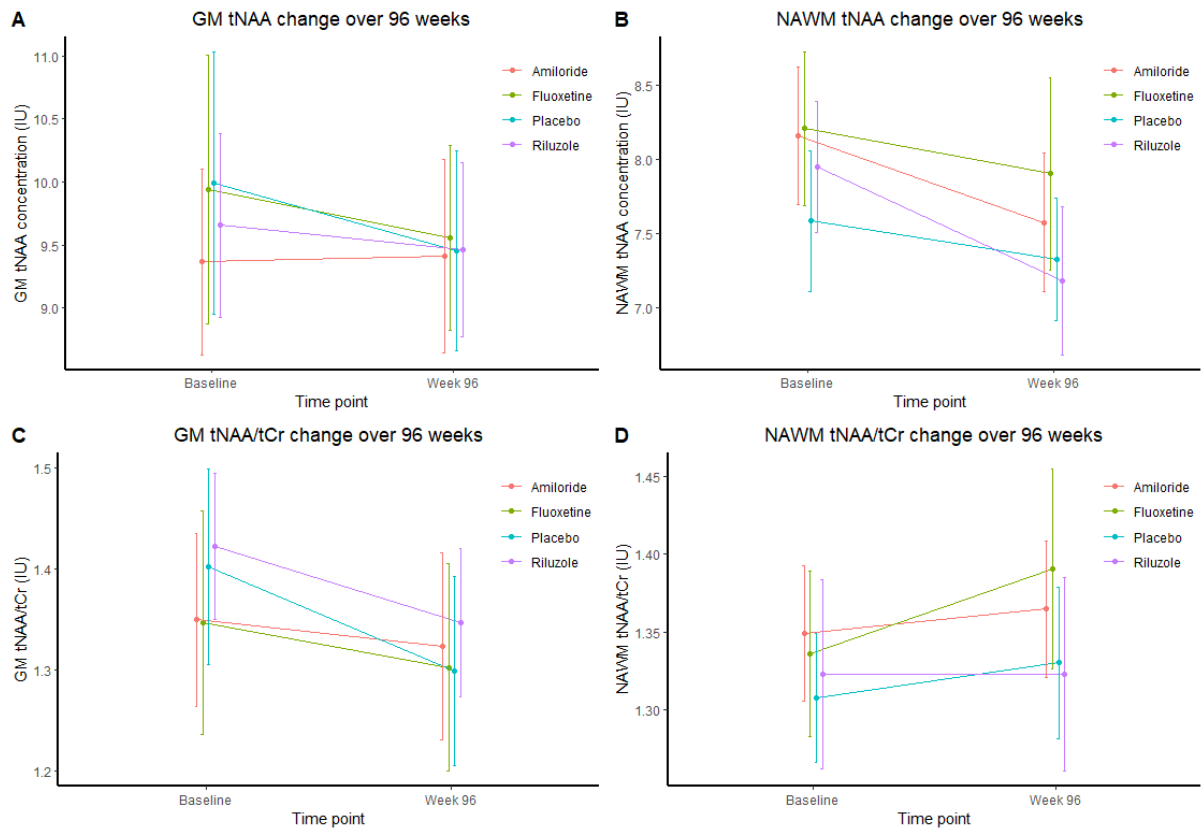 A GM tNAA change over 96 weeks
GM tNAA concentration (IU)
11.0
10.5
10.0
9.5
9.0
Amiloride
Fluoxetine
Placebo
Riluzole
Baseline Week 96
Time point
B NAWM tNAA change over 96 weeks
NAWM tNAA concentration (IU)
8.5
8.0
7.5
7.0
Amiloride
Fluoxetine
Placebo
Riluzole
Baseline Week 96
Time point
C GM tNAA/tCr change over 96 weeks
GM tNAA/tCr (IU)
1.5
1.4
1.3
1.2
Amiloride
Fluoxetine
Placebo
Riluzole
Baseline Week 96
Time point
D NAWM tNAA/tCr change over 96 weeks
NAWM tNAA/tCr (IU)
1.45
1.40
1.35
1.30
Amiloride
Fluoxetine
Placebo
Riluzole
Baseline Week 96
Time point